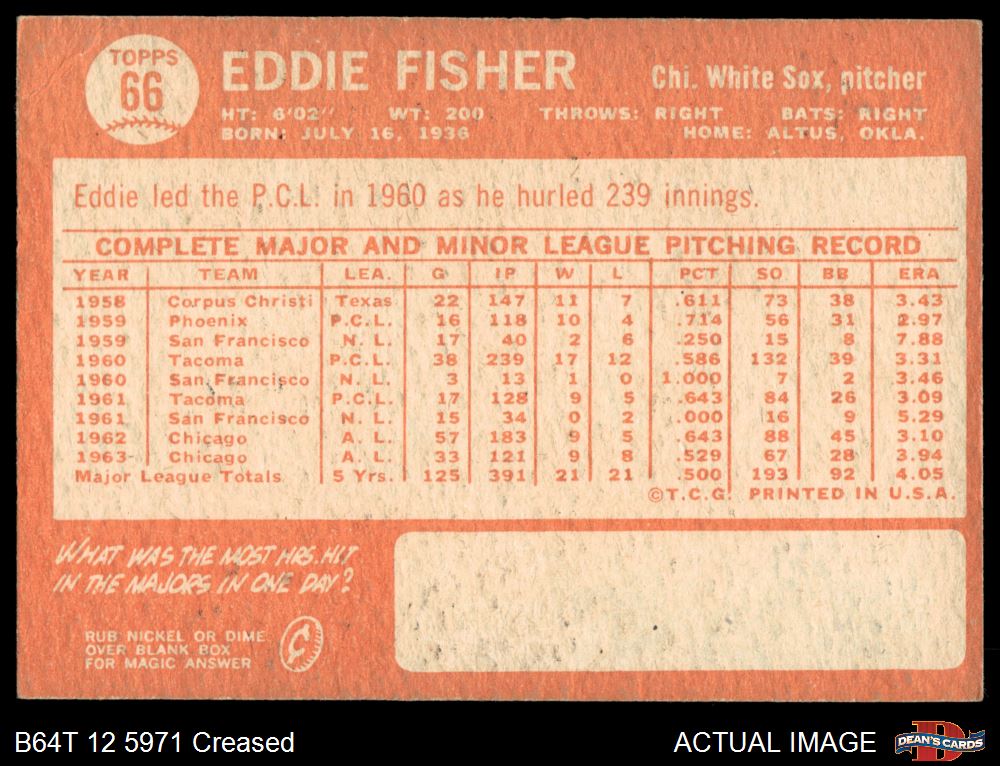 TOPPS
66
EDDIE FISHER
Chi. White Sox, pitcher
HT: 6'02" WT: 200 THROWS: RIGHT BATS: RIGHT
BORN: JULY 16, 1936 HOME: ALTUS, OKLA.
Eddie led the P.C.L. in 1960 as he hurled 239 innings.
COMPLETE MAJOR AND MINOR LEAGUE PITCHING RECORD
YEAR TEAM LEA. G IP W L PCT SO BB ERA
1958 Corpus Christi Texas 22 147 11 7 .611 73 38 3.43
1959 Phoenix P.C.L. 16 118 10 4 .714 56 31 2.97
1959 San Francisco N. L. 17 40 2 6 .250 15 8 7.88
1960 Tacoma P.C.L. 38 239 17 12 .586 132 39 3.31
1960 San Francisco N. L. 3 13 1 0 1.000 7 2 3.46
1961 Tacoma P.C.L. 17 128 9 5 .643 84 26 3.09
1961 San Francisco N. L. 15 34 0 2 .000 16 9 5.29
1962 Chicago A. L. 57 183 9 5 .643 88 45 3.10
1963 Chicago A. L. 33 121 9 8 .529 67 28 3.94
Major League Totals 5 Yrs. 125 391 21 21 .500 193 92 4.05
©T.C.G. PRINTED IN U.S.A.
WHAT WAS THE MOST HRS. HIT
IN THE MAJORS IN ONE DAY?
RUB NICKEL OR DIME
OVER BLANK BOX
FOR MAGIC ANSWER
B64T 12 5971 Creased
ACTUAL IMAGE
DEAN'S CARDS